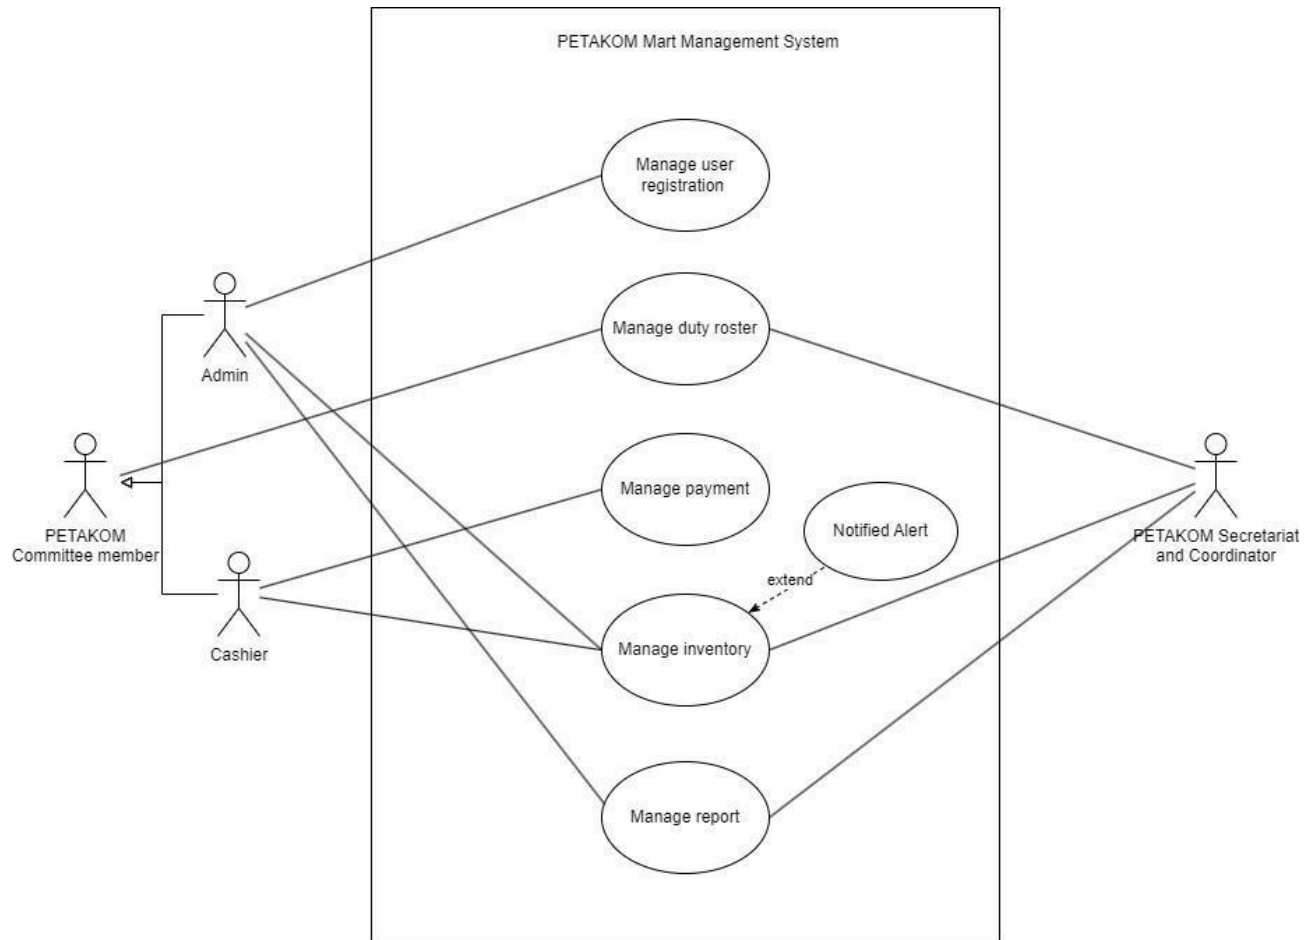 PETAKOM Mart Management System
Manage user
registration
Manage duty roster
Admin
Manage payment
Notified Alert
PETAKOM
Committee member
PETAKOM Secretariat
and Coordinator
extend
Manage inventory
Cashier
Manage report